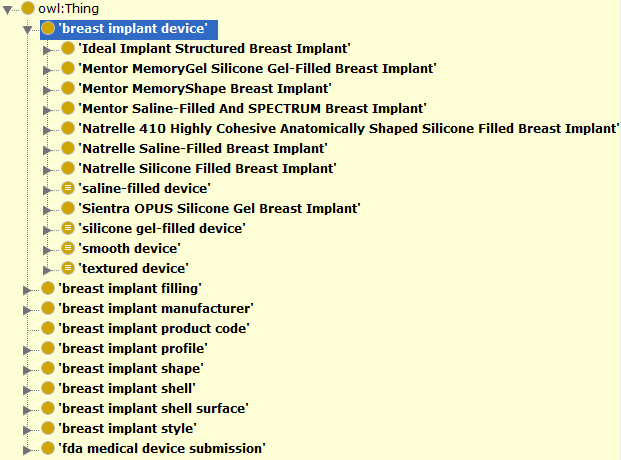 owl:Thing
'breast implant device'
'Ideal Implant Structured Breast Implant'
'Mentor MemoryGel Silicone Gel-Filled Breast Implant'
'Mentor MemoryShape Breast Implant'
'Mentor Saline-Filled And SPECTRUM Breast Implant'
'Natrelle 410 Highly Cohesive Anatomically Shaped Silicone Filled Breast Implant'
'Natrelle Saline-Filled Breast Implant'
'Natrelle Silicone Filled Breast Implant'
'saline-filled device'
'Sientra OPUS Silicone Gel Breast Implant'
'silicone gel-filled device'
'smooth device'
'textured device'
'breast implant filling'
'breast implant manufacturer'
'breast implant product code'
'breast implant profile'
'breast implant shape'
'breast implant shell'
'breast implant shell surface'
'breast implant style'
'fda medical device submission'